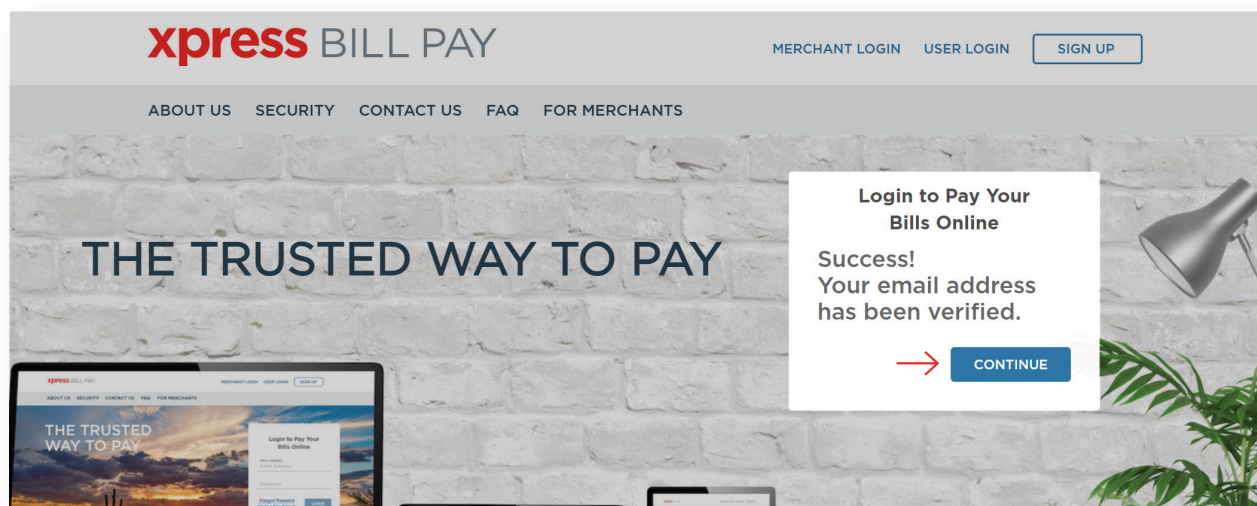 xpress BILL PAY
MERCHANT LOGIN USER LOGIN SIGN UP
ABOUT US SECURITY CONTACT US FAQ FOR MERCHANTS
THE TRUSTED WAY TO PAY
Login to Pay Your
Bills Online
Success!
Your email address
has been verified.
CONTINUE
xpress BILL PAY
MERCHANT LOGIN USER LOGIN SIGN UP
ABOUT US SECURITY CONTACT US FAQ FOR MERCHANTS
THE TRUSTED
WAY TO PAY
Login to Pay Your
Bills Online
Email Address
Password